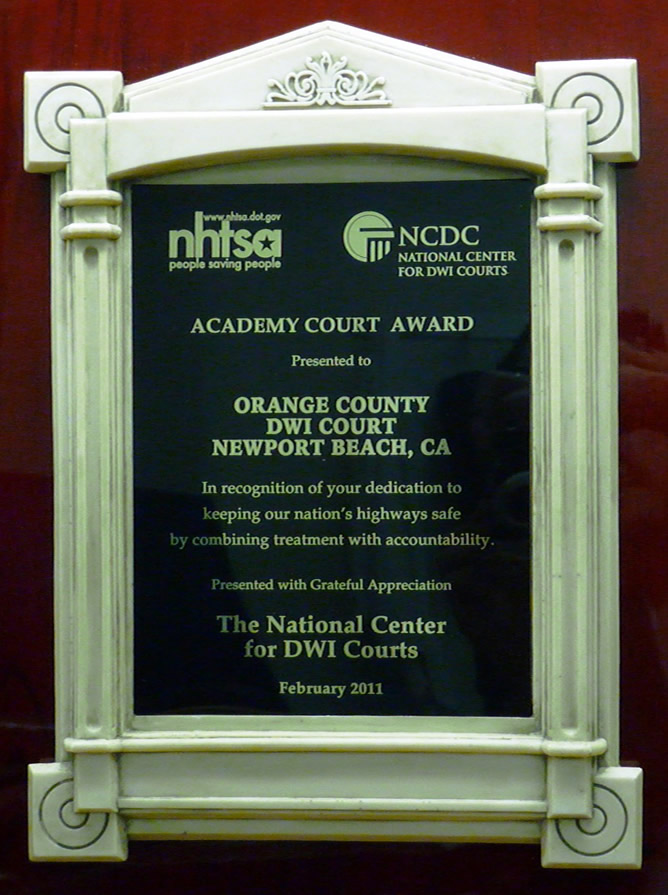 www.nhtsa.dot.gov
nhtsa
people saving people
NCDC
NATIONAL CENTER
FOR DWI COURTS
ACADEMY COURT AWARD
Presented to
ORANGE COUNTY
DWI COURT
NEWPORT BEACH, CA
In recognition of your dedication to
keeping our nation's highways safe
by combining treatment with accountability.
Presented with Grateful Appreciation
The National Center
for DWI Courts
February 2011